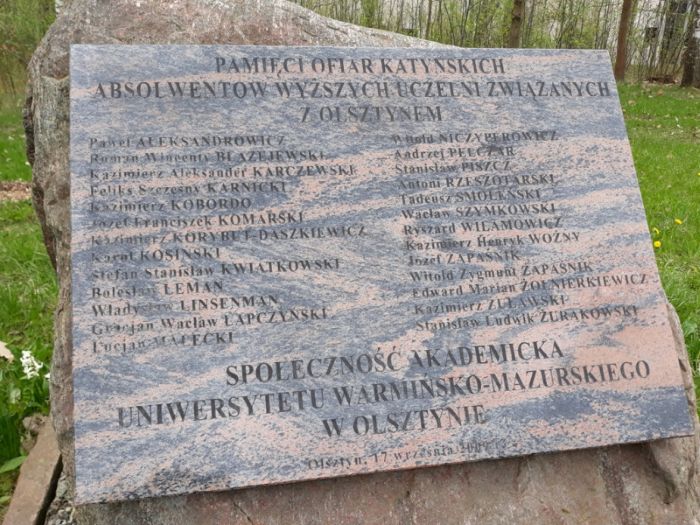 PAMIĘCI OFIAR KATYŃSKICH
ABSOLWENTÓW WYŻSZYCH UCZELNI ZWIĄZANYCH
Z OLSZTYNEM
Paweł ALEKSANDROWICZ
Roman Wincenty BŁAŻEJEWSKI
Kazimierz Aleksander KARCZEWSKI
Feliks Szczęsny KARNICKI
Kazimierz KOBORDO
Józef Franciszek KOMARSKI
Kazimierz KORYBUT-DASZKIEWICZ
Karol KOSIŃSKI
Stefan Stanisław KWIATKOWSKI
Bolesław LEMAN
Władysław LINSENMAN
Gracjan Wacław ŁAPCZYŃSKI
Lucjan MAŁECKI
Witold NICZYPEROWICZ
Andrzej PEŁCZAR
Stanisław PISZCZ
Antoni RZESZOTARSKI
Tadeusz SMOLEŃSKI
Wacław SZYMKOWSKI
Ryszard WILAMOWICZ
Kazimierz Henryk WOŹNY
Józef ZAPAŚNIK
Witold Zygmunt ZAPAŚNIK
Edward Marian ŻOŁNIERKIEWICZ
Kazimierz ŻUŁAWSKI
Stanisław Ludwik ŻURAKOWSKI
SPOŁECZNOŚĆ AKADEMICKA
UNIWERSYTETU WARMIŃSKO-MAZURSKIEGO
W OLSZTYNIE
Olsztyn, 17 września